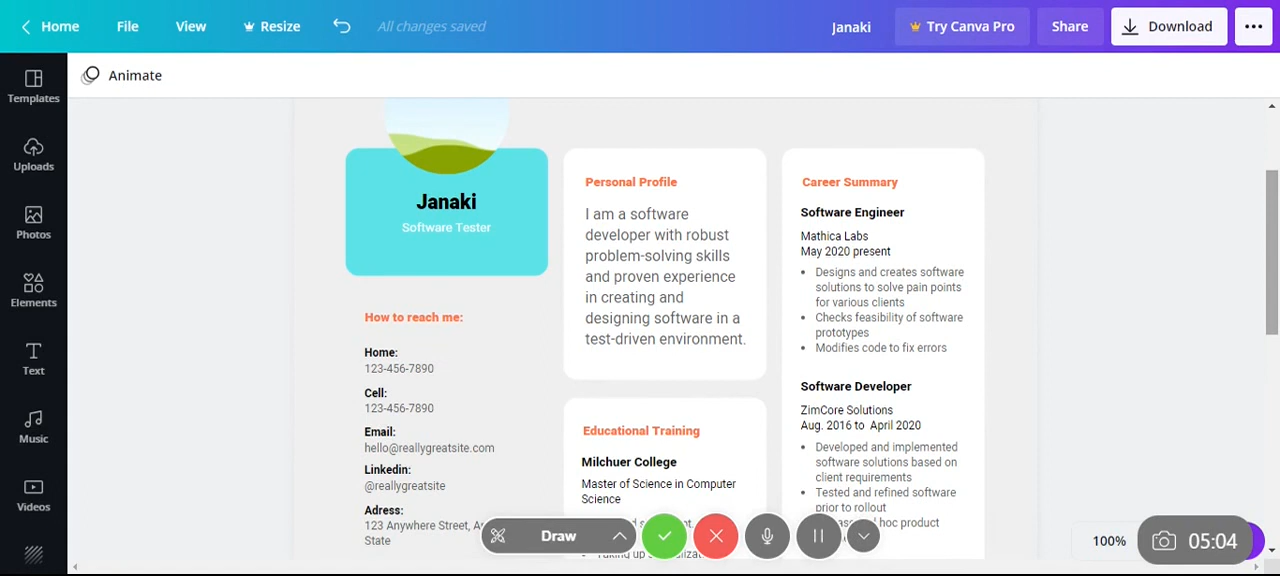 Home File View Resize All changes saved Janaki Try Canva Pro Share Download
Animate
Templates
Uploads
Photos
Elements
Text
Music
Videos
Janaki
Software Tester
How to reach me:
Home:
123-456-7890
Cell:
123-456-7890
Email:
hello@reallygreatsite.com
Linkedin:
@reallygreatsite
Adress:
123 Anywhere Street,
State
Personal Profile
I am a software
developer with robust
problem-solving skills
and proven experience
in creating and
designing software in a
test-driven environment.
Educational Training
Milchuer College
Master of Science in Computer
Science
Career Summary
Software Engineer
Mathica Labs
May 2020 present
• Designs and creates software
solutions to solve pain points
for various clients
• Checks feasibility of software
prototypes
• Modifies code to fix errors
Software Developer
ZimCore Solutions
Aug. 2016 to April 2020
• Developed and implemented
software solutions based on
client requirements
• Tested and refined software
prior to rollout
hoc product
Draw
100%
05:04